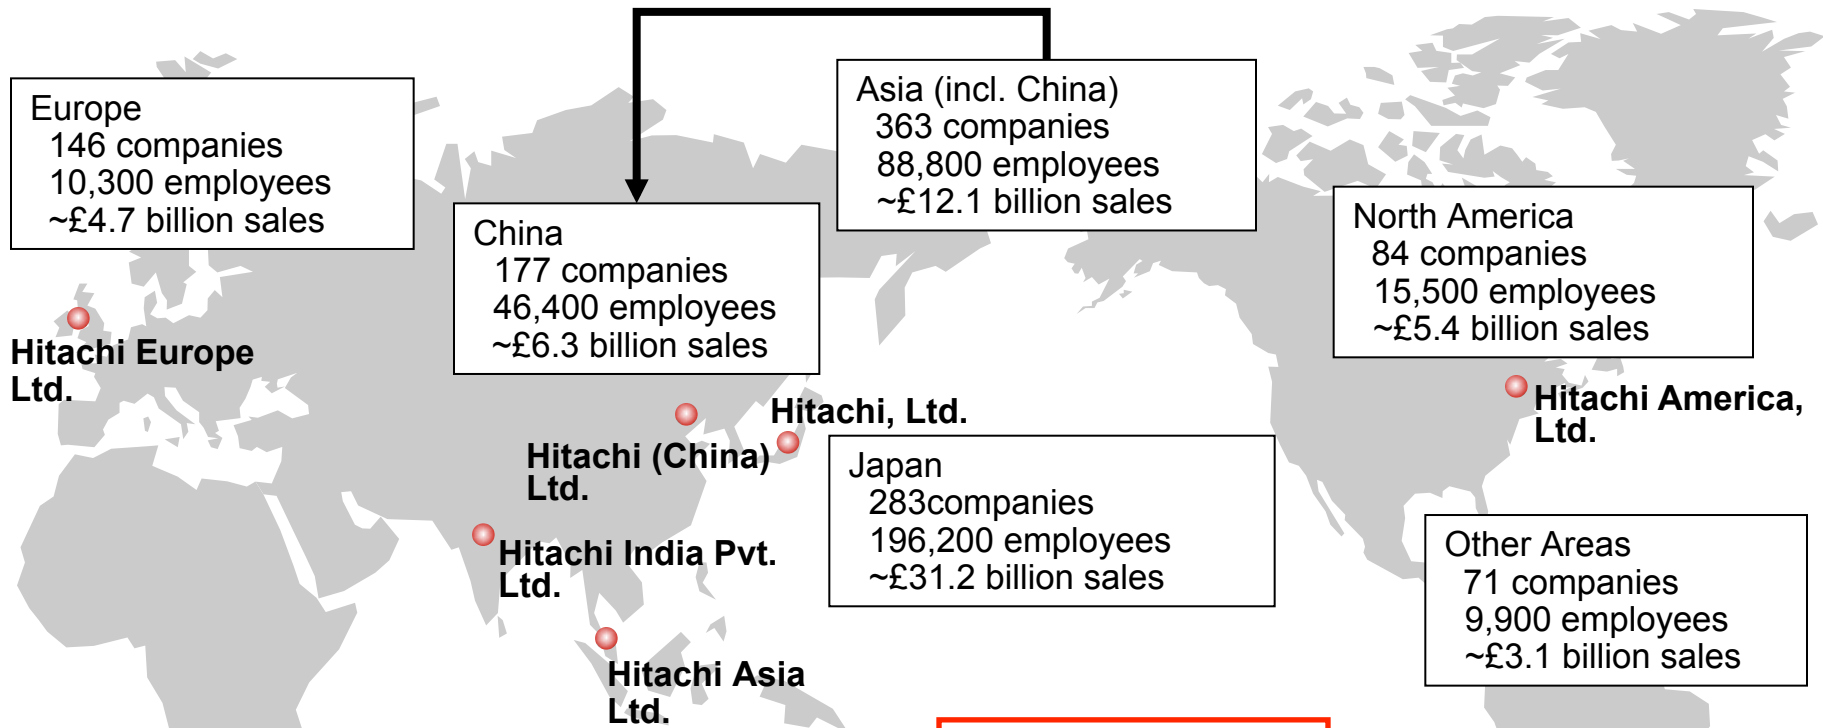 Europe
146 companies
10,300 employees
~£4.7 billion sales
Asia (incl. China)
363 companies
88,800 employees
~£12.1 billion sales
China
177 companies
46,400 employees
~£6.3 billion sales
North America
84 companies
15,500 employees
~£5.4 billion sales
Hitachi Europe
Ltd.
Hitachi, Ltd.
Hitachi America,
Ltd.
Hitachi (China)
Ltd.
Japan
283companies
196,200 employees
~£31.2 billion sales
Hitachi India Pvt.
Ltd.
Other Areas
71 companies
9,900 employees
~£3.1 billion sales
Hitachi Asia
Ltd.